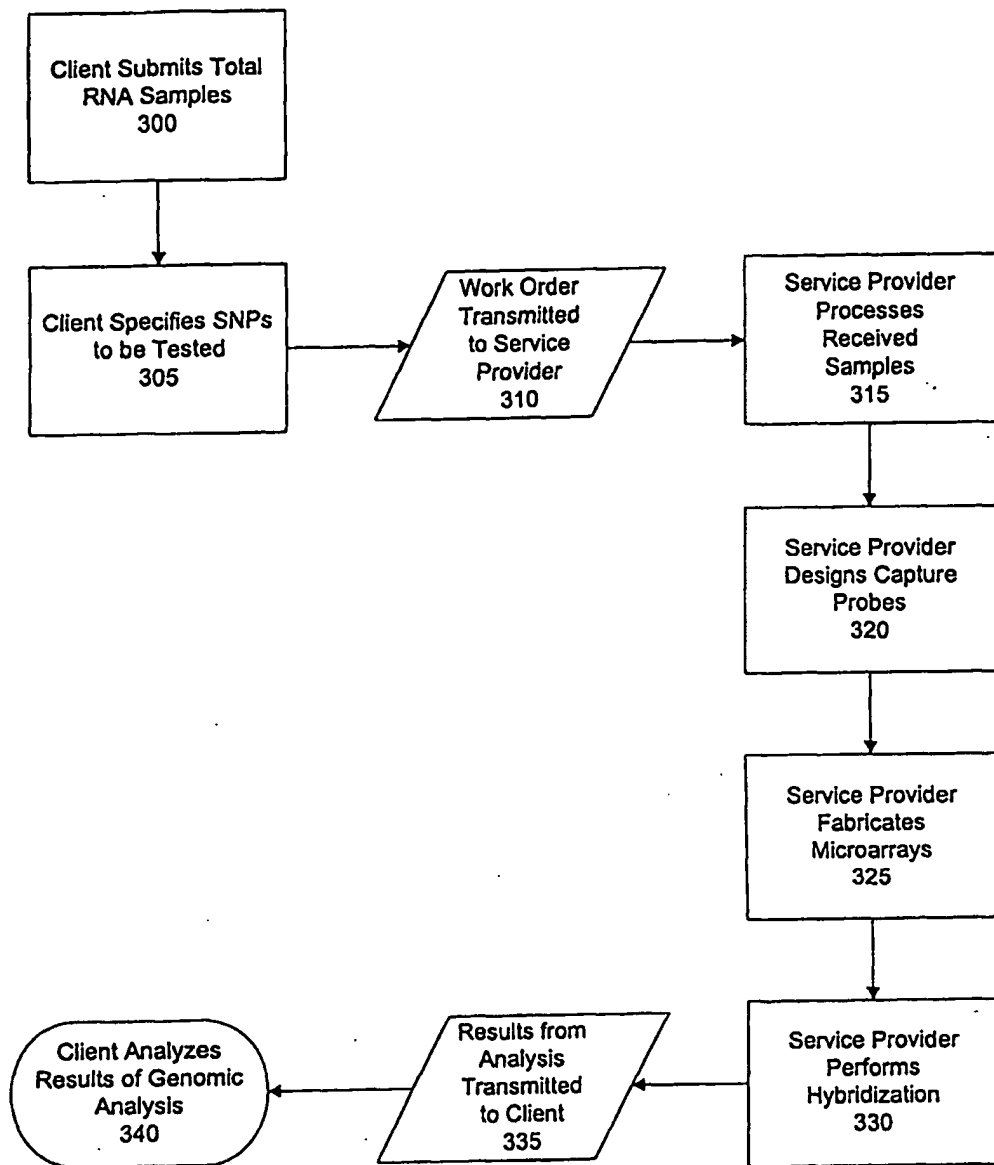 Client Submits Total
RNA Samples
300
Client Specifies SNPs
to be Tested
305
Work Order
Transmitted
to Service
Provider
310
Service Provider
Processes
Received
Samples
315
Service Provider
Designs Capture
Probes
320
Service Provider
Fabricates
Microarrays
325
Service Provider
Performs
Hybridization
330
Results from
Analysis
Transmitted
to Client
335
Client Analyzes
Results of Genomic
Analysis
340